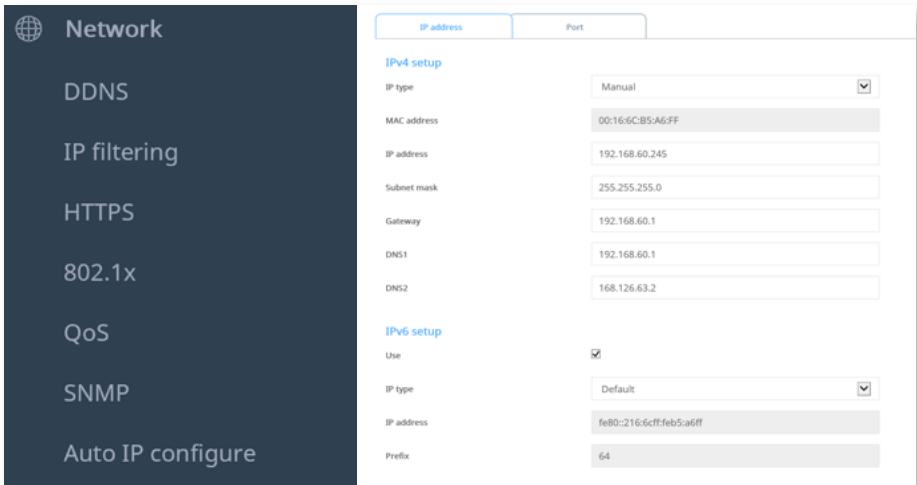 Network
DDNS
IP filtering
HTTPS
802.1x
QoS
SNMP
Auto IP configure
IP address Port
IPv4 setup
IP type Manual
MAC address 00:16:6C:B5:A6:FF
IP address 192.168.60.245
Subnet mask 255.255.255.0
Gateway 192.168.60.1
DNS1 192.168.60.1
DNS2 168.126.63.2
IPv6 setup
Use
IP type Default
IP address fe80::216:6cff:feb5:a6ff
Prefix 64